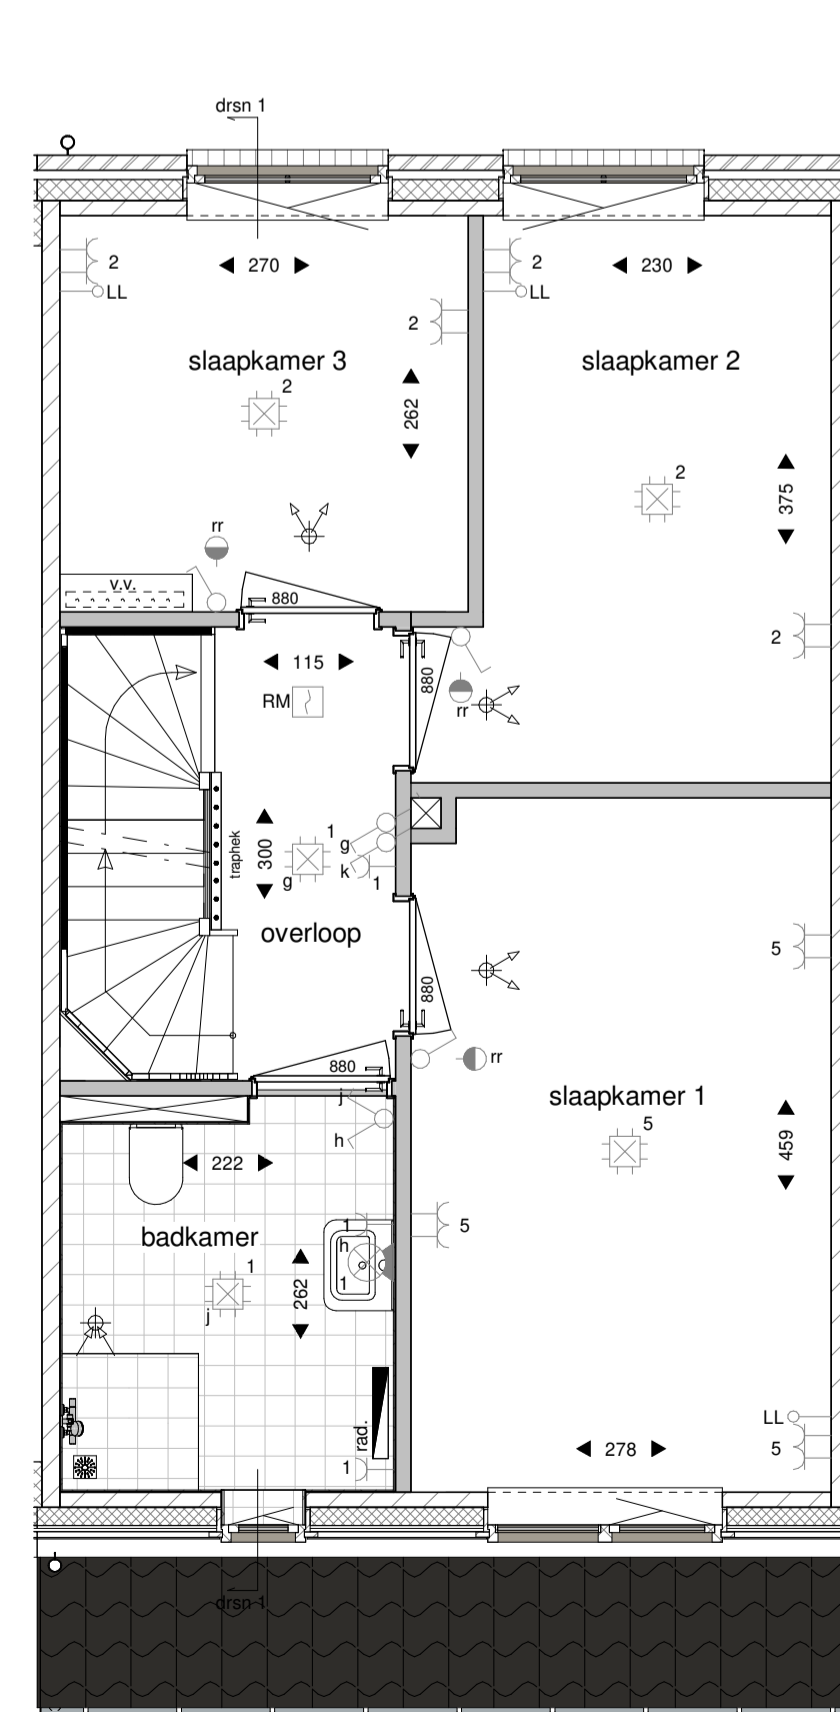 drsn 1
2
LL
270
2
2
LL
230
slaapkamer 3
2
262
slaapkamer 2
2
375
rr
v.v.
880
2
115
RM
880
rr
traphek
300
1
g
k
1
g
overloop
5
880
rr
880
j
h
slaapkamer 1
5
459
222
badkamer
1
h
1
5
1
j
262
rad.
1
LL
5
278
drsn 1